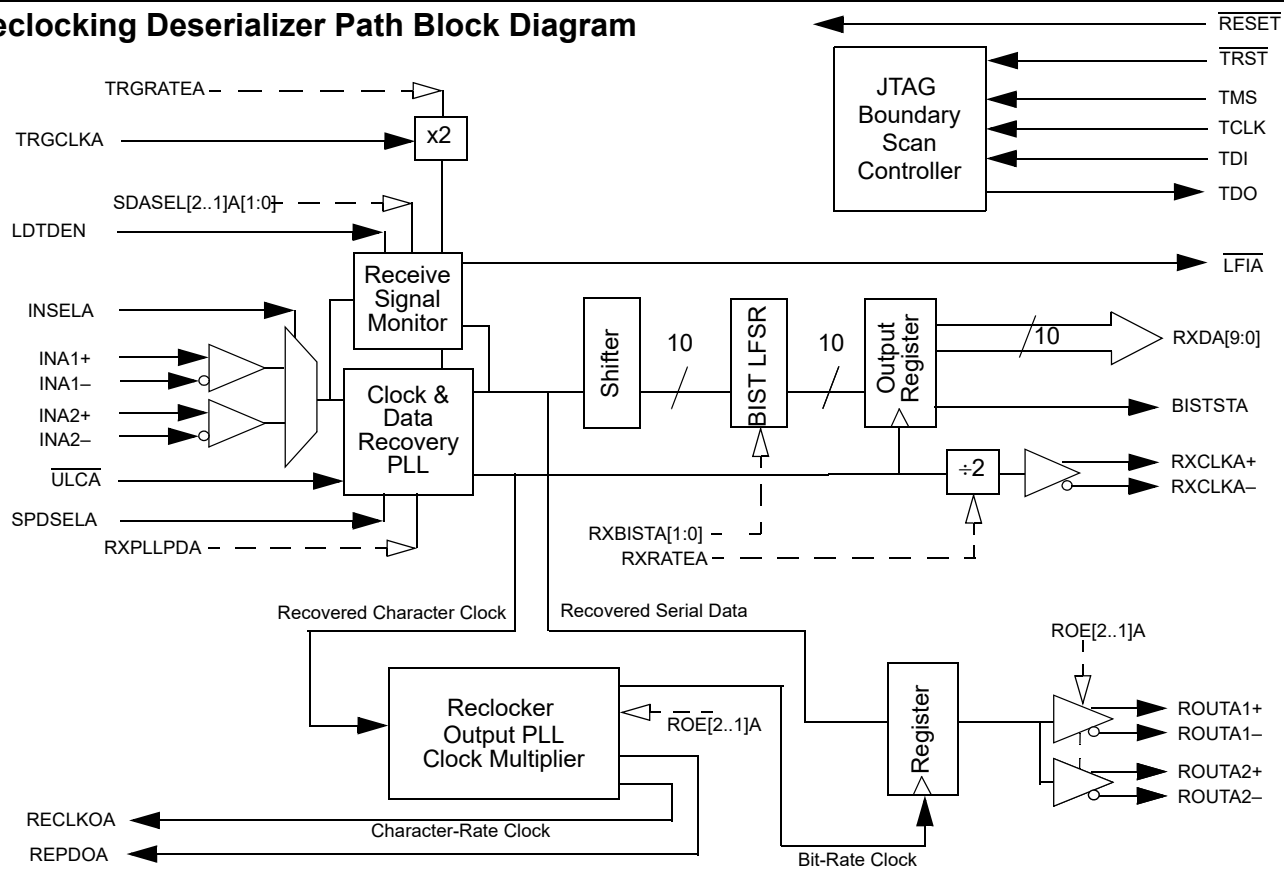 eclocking Deserializer Path Block Diagram
RESET
TRST
TMS
TCLK
TDI
TDO
JTAG
Boundary
Scan
Controller
TRGRATEA
TRGCLKA
x2
SDASEL[2..1]A[1:0]
LDTDEN
LFIA
Receive
Signal
Monitor
INSELA
INA1+
INA1–
INA2+
INA2–
ULCA
SPDSELA
RXPLLPDA
Clock &
Data
Recovery
PLL
Shifter
10
BIST LFSR
10
Output
Register
10
RXDA[9:0]
BISTSTA
÷2
RXCLKA+
RXCLKA–
RXBISTA[1:0]
RXRATEA
Recovered Character Clock
Recovered Serial Data
ROE[2..1]A
Reclocker
Output PLL
Clock Multiplier
ROE[2..1]A
Register
ROUTA1+
ROUTA1–
ROUTA2+
ROUTA2–
RECLKOA
Character-Rate Clock
REPDOA
Bit-Rate Clock